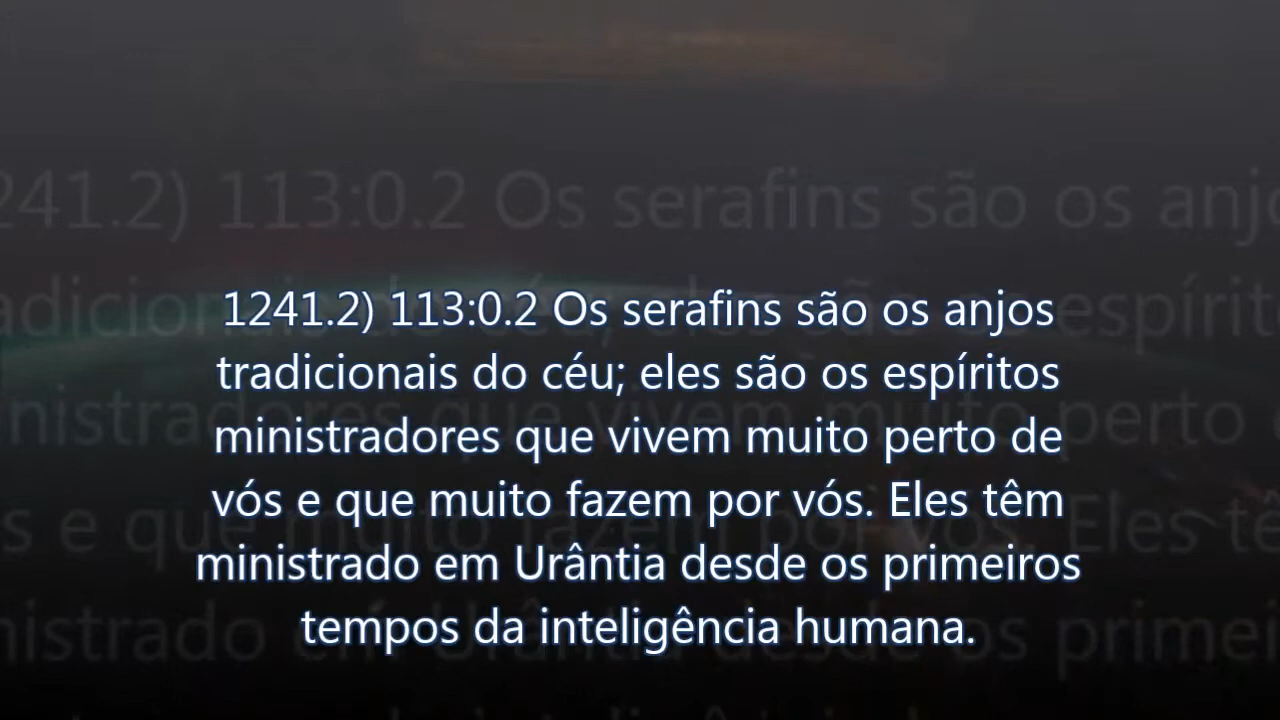 1241.2) 113:0.2 Os serafins são os anjos
tradicionais do céu; eles são os espíritos
ministradores que vivem muito perto de
vós e que muito fazem por vós. Eles têm
ministrado em Urântia desde os primeiros
tempos da inteligência humana.